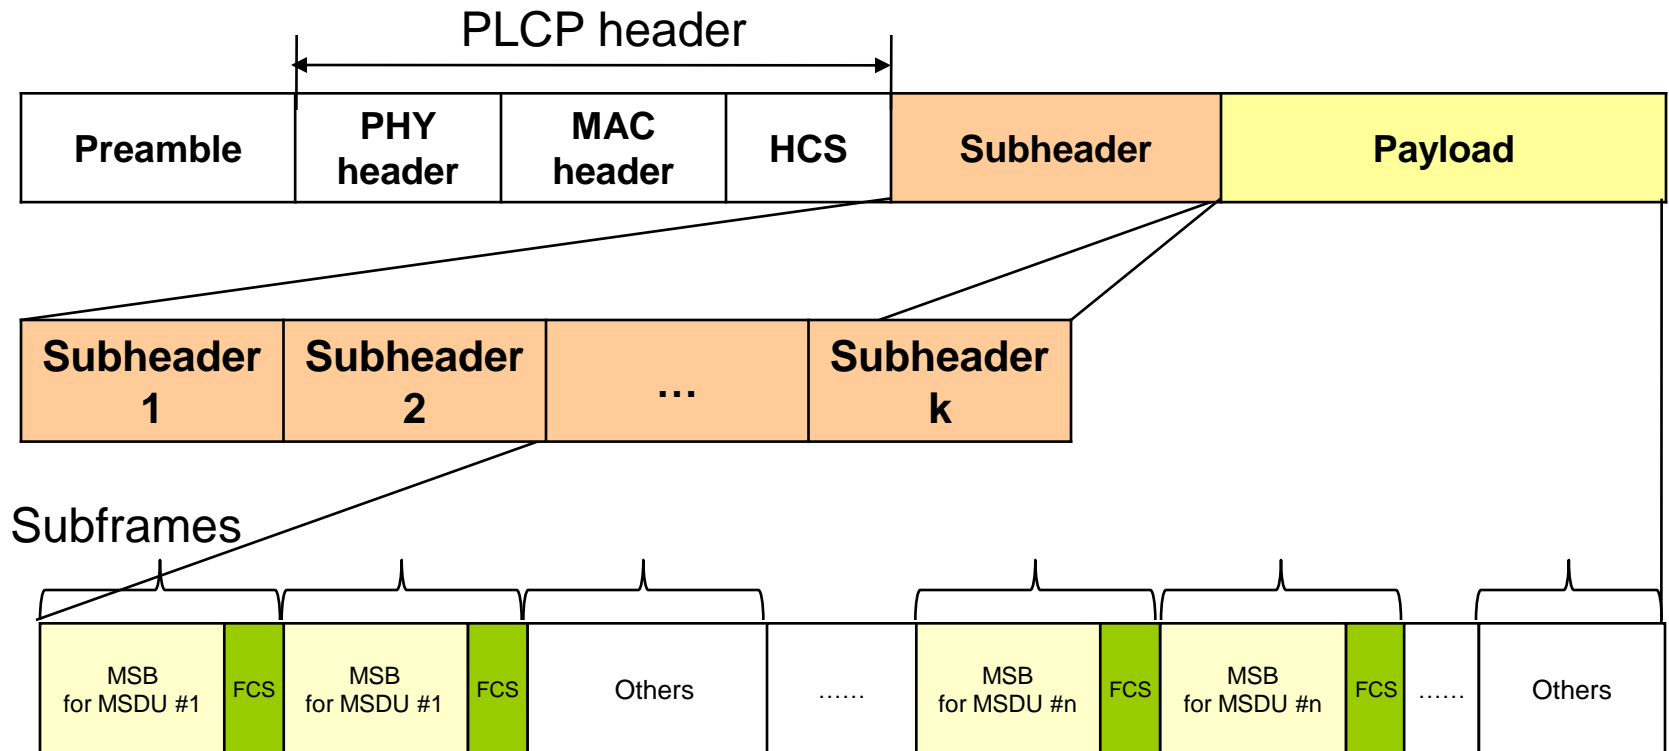 PLCP header
Preamble
PHY
header
MAC
header
HCS
Subheader
Payload
Subheader
1
Subheader
2
...
Subheader
k
Subframes
MSB
for MSDU #1
FCS
MSB
for MSDU #1
FCS
Others
......
MSB
for MSDU #n
FCS
MSB
for MSDU #n
FCS
......
Others